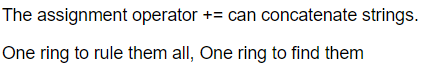 The assignment operator += can concatenate strings.
One ring to rule them all, One ring to find them